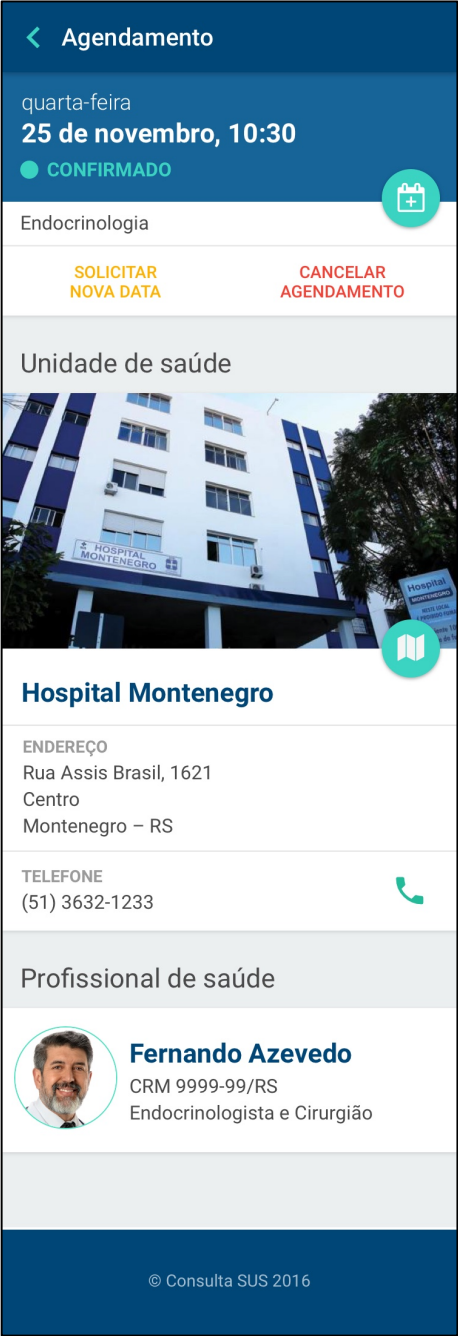 Agendamento
quarta-feira
25 de novembro, 10:30
CONFIRMADO
Endocrinologia
SOLICITAR
NOVA DATA
CANCELAR
AGENDAMENTO
Unidade de saúde
HOSPITAL
MONTENEGRO
Hospital
MONTENEGRO
NESTE LOCAL
Hospital Montenegro
ENDEREÇO
Rua Assis Brasil, 1621
Centro
Montenegro – RS
TELEFONE
(51) 3632-1233
Profissional de saúde
Fernando Azevedo
CRM 9999-99/RS
Endocrinologista e Cirurgião
© Consulta SUS 2016